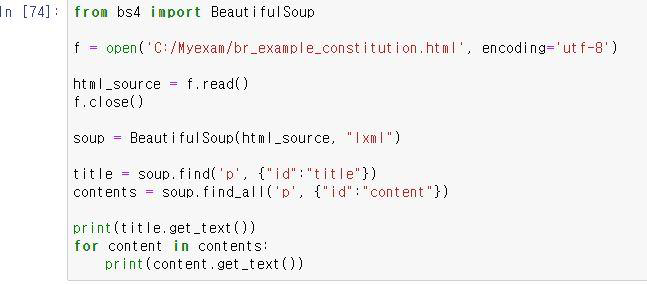 In [74]: from bs4 import BeautifulSoup
f = open('C:/Myexam/br_example_constitution.html', encoding='utf-8')
html_source = f.read()
f.close()
soup = BeautifulSoup(html_source, "lxml")
title = soup.find('p', {"id":"title"})
contents = soup.find_all('p', {"id":"content"})
print(title.get_text())
for content in contents:
    print(content.get_text())